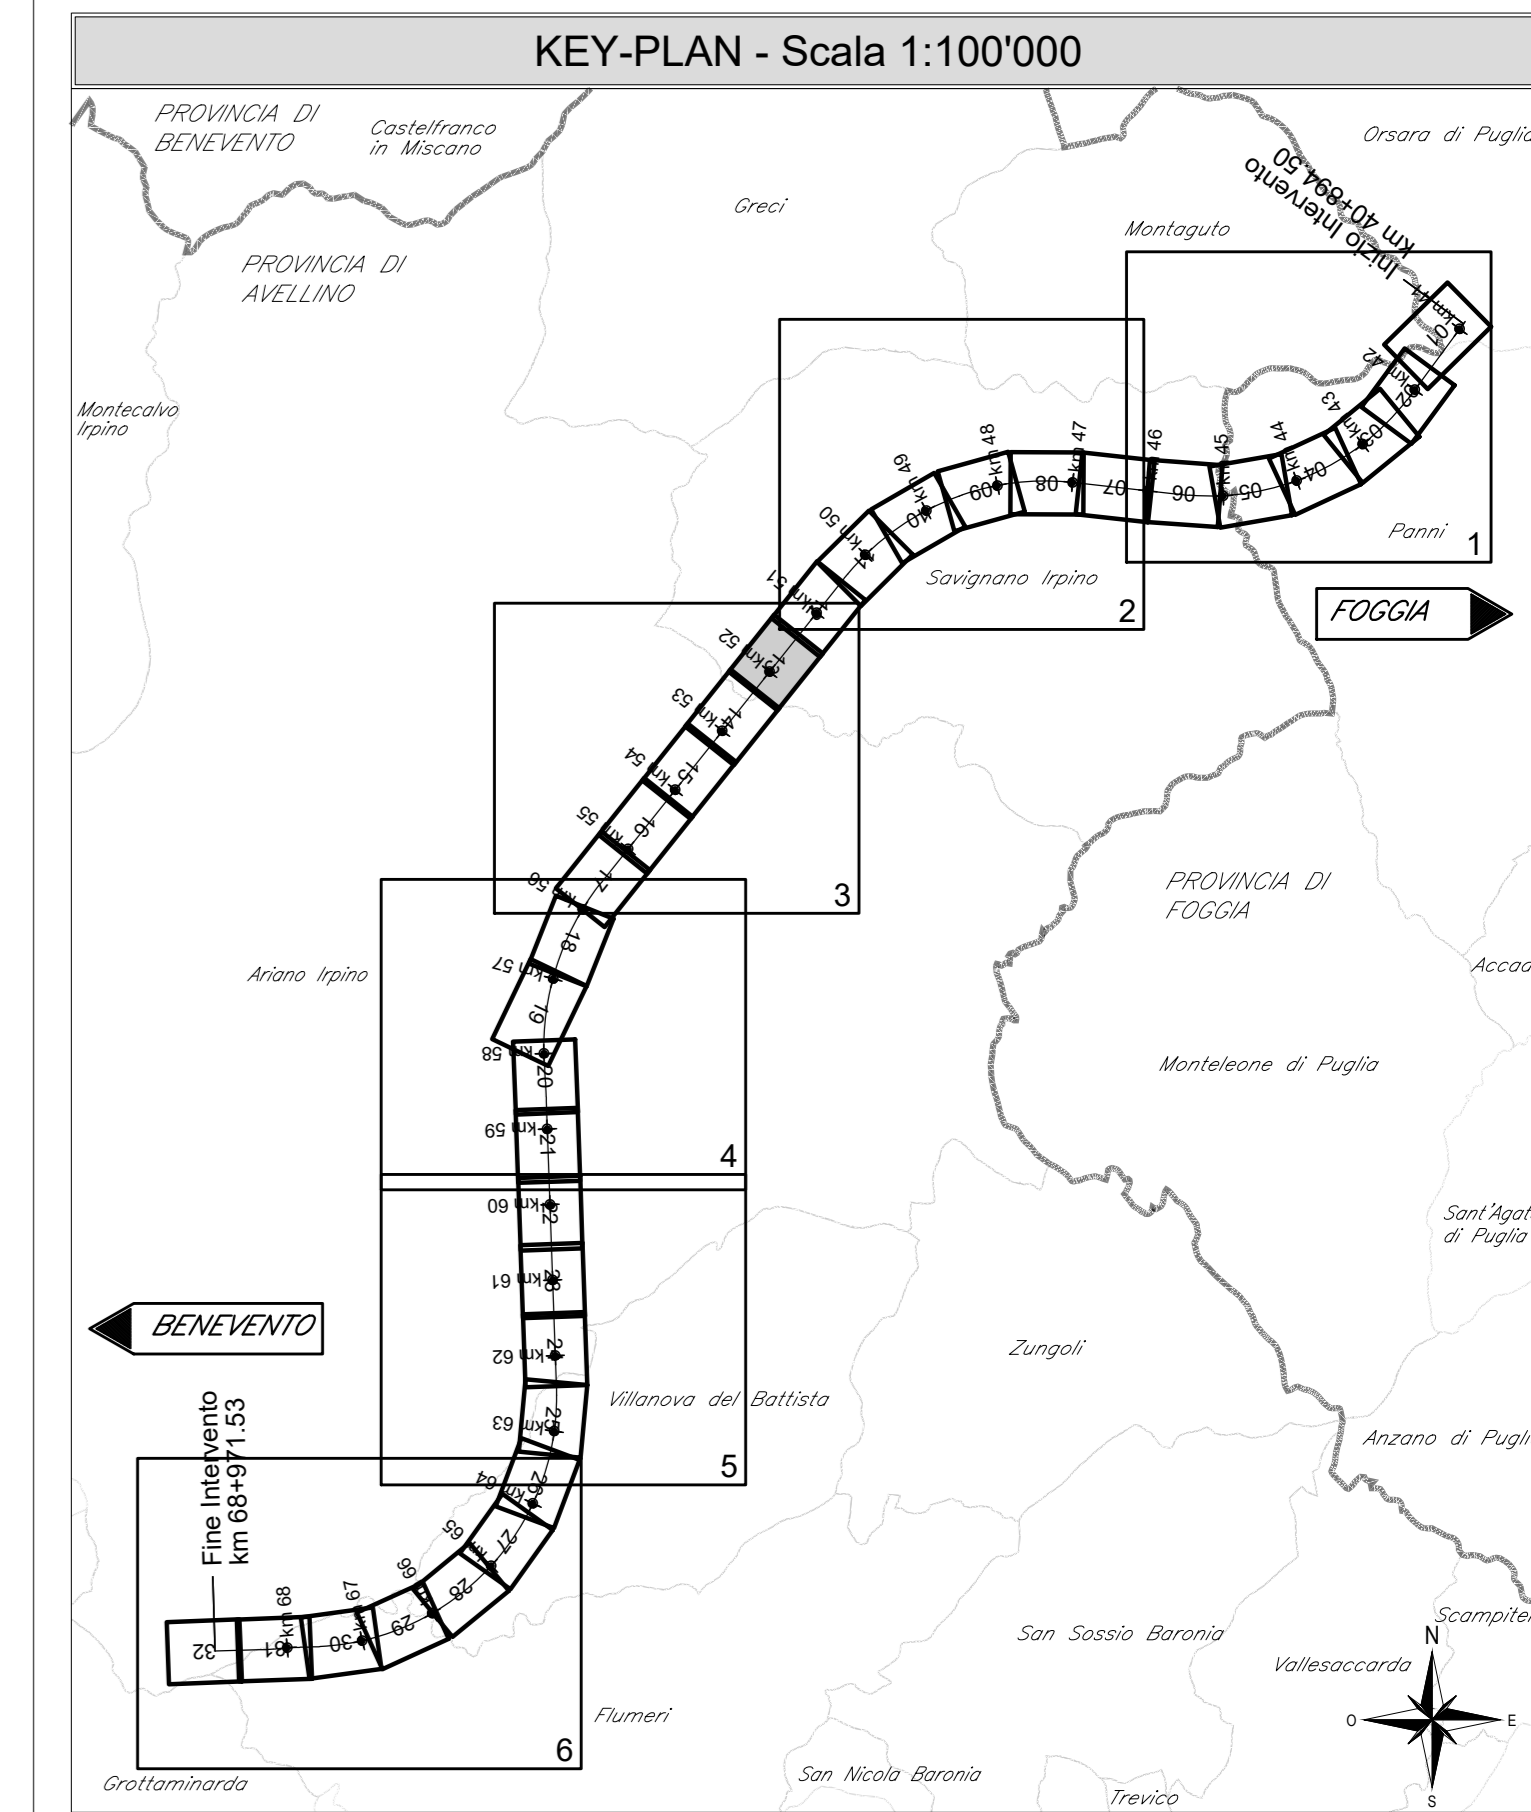 KEY-PLAN - Scala 1:100'000
PROVINCIA DI
BENEVENTO
Castelfranco
in Miscano
Orsara di Puglia
Greci
Montaguto
Inizio Intervento
km 40+894.50
PROVINCIA DI
AVELLINO
Montecalvo
Irpino
km 41
01
km 42
02
km 43
03
km 44
04
km 45
05
06
km 46
07
km 47
08
km 48
09
km 49
10
km 50
11
km 51
12
km 52
13
km 53
14
km 54
15
km 55
16
km 56
17
18
km 57
19
km 58
20
km 59
21
km 60
22
km 61
23
km 62
24
km 63
25
km 64
26
km 65
27
28
km 66
29
km 67
30
km 68
31
32
Panni
1
Savignano Irpino
2
FOGGIA
3
PROVINCIA DI
FOGGIA
Ariano Irpino
Monteleone di Puglia
4
Sant'Agat
di Puglia
BENEVENTO
Zungoli
Villanova del Battista
Anzano di Pugli
5
Fine Intervento
km 68+971.53
Accad
Scampite
San Sossio Baronia
Vallesaccarda
N
O
E
S
Flumeri
6
Grottaminarda
San Nicola Baronia
Trevico